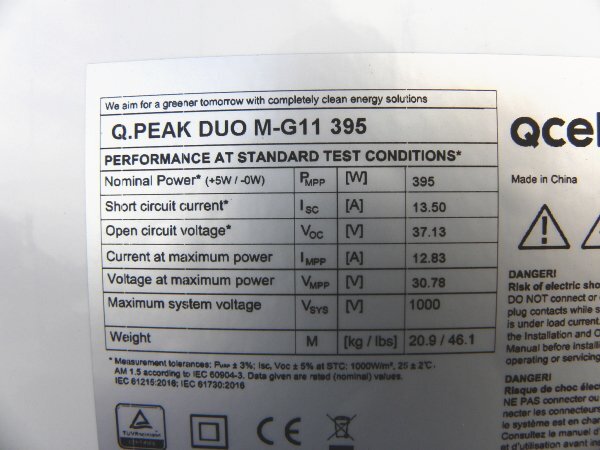 We aim for a greener tomorrow with completely clean energy solutions
Q.PEAK DUO M-G11 395
PERFORMANCE AT STANDARD TEST CONDITIONS*
Nominal Power* (+5W / -0W) PMPP [W] 395
Short circuit current* ISC [A] 13.50
Open circuit voltage* VOC [V] 37.13
Current at maximum power IMPP [A] 12.83
Voltage at maximum power VMPP [V] 30.78
Maximum system voltage VSYS [V] 1000
Weight M [kg / lbs] 20.9 / 46.1
* Measurement tolerances: PMPP ± 3%; Isc, Voc ± 5% at STC: 1000W/m², 25 ± 2°C,
AM 1.5 according to IEC 60904-3. Data given are rated (nominal) values.
IEC 61215:2016; IEC 61730:2016
CE
Qcel
Made in China
DANGER!
Risk of electric sho
DO NOT connect or
plug contacts while s
is under load current.
the Installation and O
Manual before installi
operating or servicing
DANGER!
Risque de choc élect
NE PAS connecter ou
necter les connecteurs
le système est en char
Consultez le manuel d'